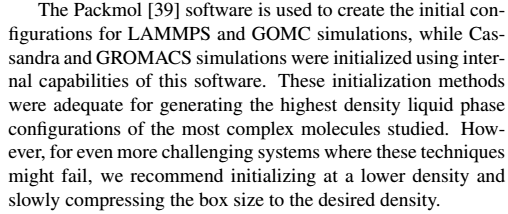 The Packmol [39] software is used to create the initial con-
figurations for LAMMPS and GOMC simulations, while Cas-
sandra and GROMACS simulations were initialized using inter-
nal capabilities of this software. These initialization methods
were adequate for generating the highest density liquid phase
configurations of the most complex molecules studied. How-
ever, for even more challenging systems where these techniques
might fail, we recommend initializing at a lower density and
slowly compressing the box size to the desired density.